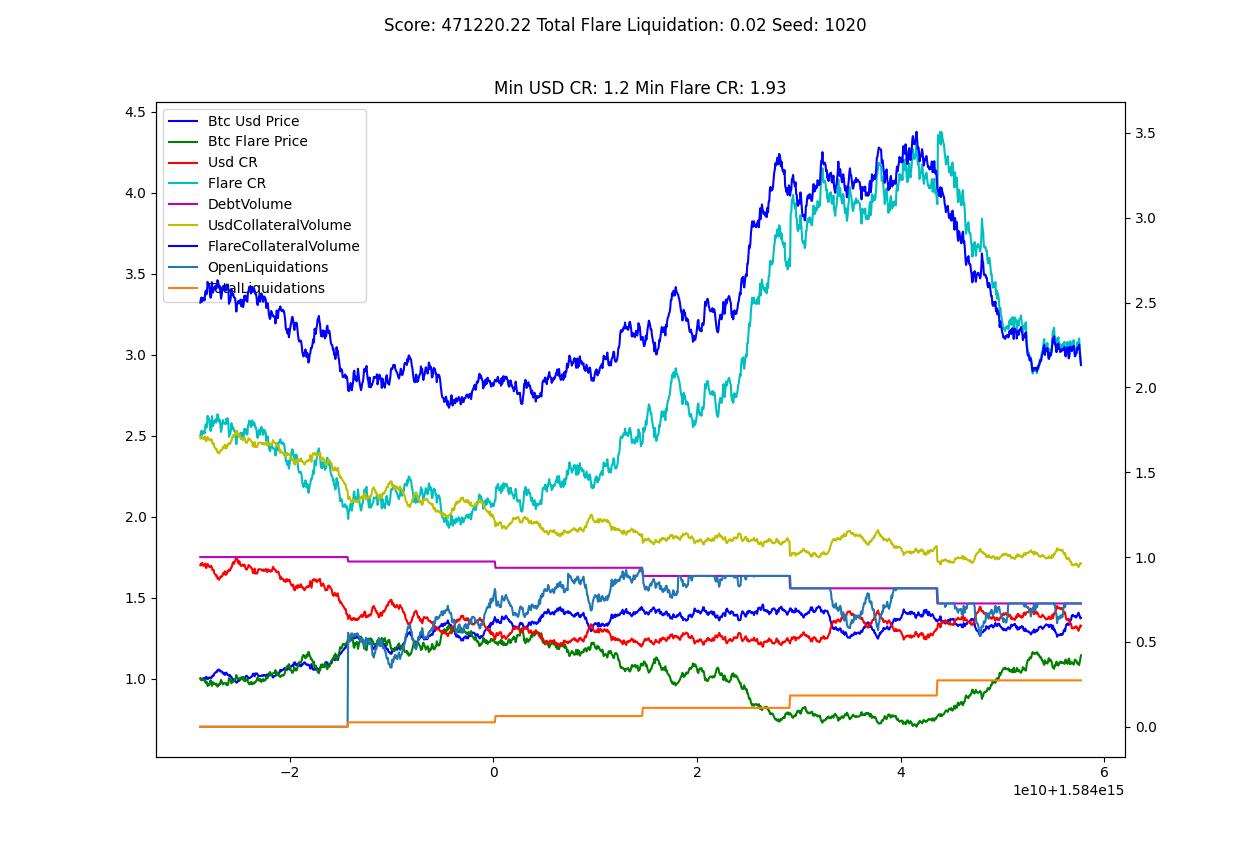 Score: 471220.22 Total Flare Liquidation: 0.02 Seed: 1020
Min USD CR: 1.2 Min Flare CR: 1.93
4.5
4.0
3.5
3.0
2.5
2.0
1.5
1.0
Btc Usd Price
Btc Flare Price
Usd CR
Flare CR
DebtVolume
UsdCollateralVolume
FlareCollateralVolume
OpenLiquidations
TotalLiquidations
3.5
3.0
2.5
2.0
1.5
1.0
0.5
0.0
−2 0 2 4 6
1e10+1.584e15